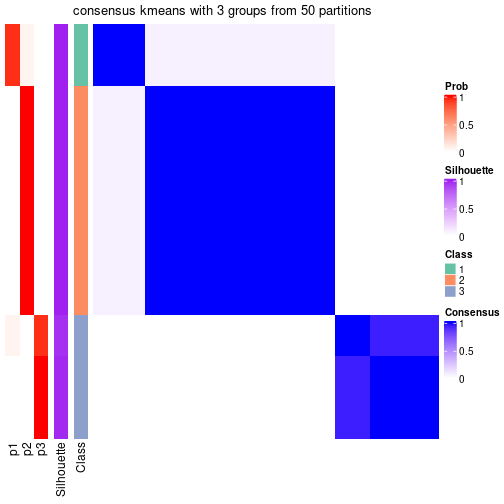 consensus kmeans with 3 groups from 50 partitions
Prob
1
0.5
0
Silhouette
1
0.5
0
Class
1
2
3
Consensus
1
0.5
0
p1
p2
p3
Silhouette
Class